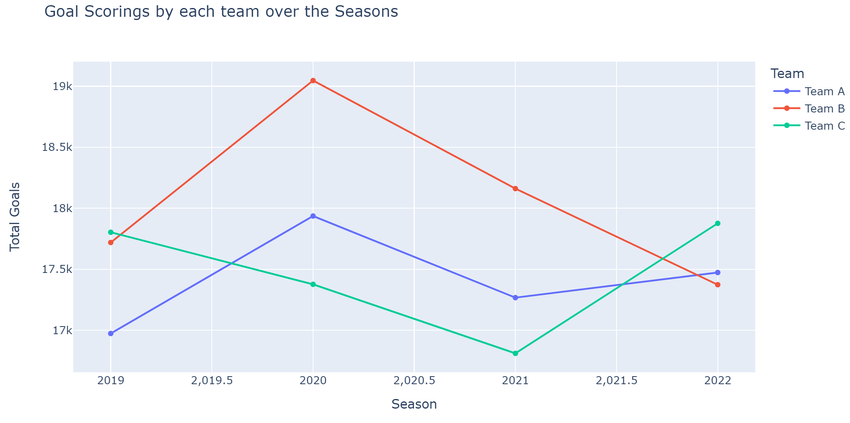 Goal Scorings by each team over the Seasons
Team
Team A
Team B
Team C
Total Goals
19k
18.5k
18k
17.5k
17k
2019
2,019.5
2020
2,020.5
2021
2,021.5
2022
Season